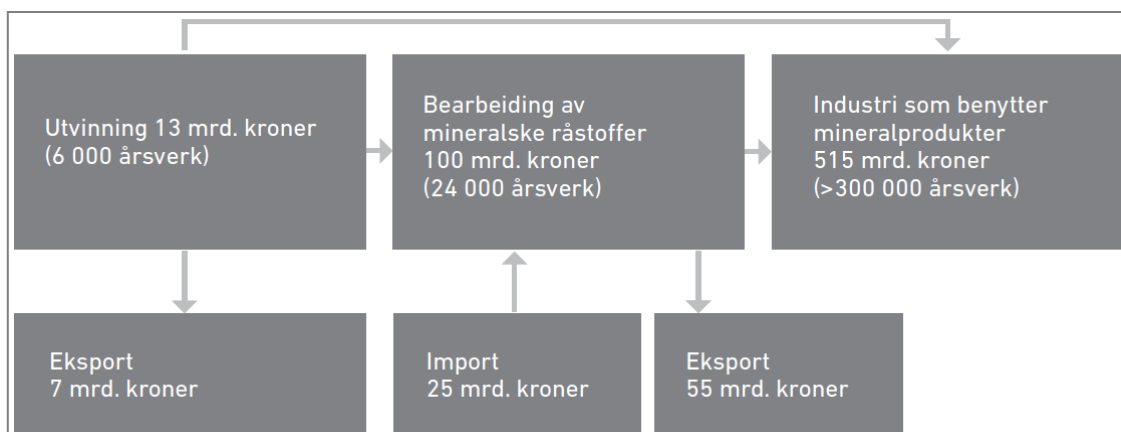 Utvinning 13 mrd. kroner
(6 000 årsverk)
Bearbeiding av
mineralske råstoffer
100 mrd. kroner
(24 000 årsverk)
Industri som benytter
mineralprodukter
515 mrd. kroner
(>300 000 årsverk)
Eksport
7 mrd. kroner
Import
25 mrd. kroner
Eksport
55 mrd. kroner